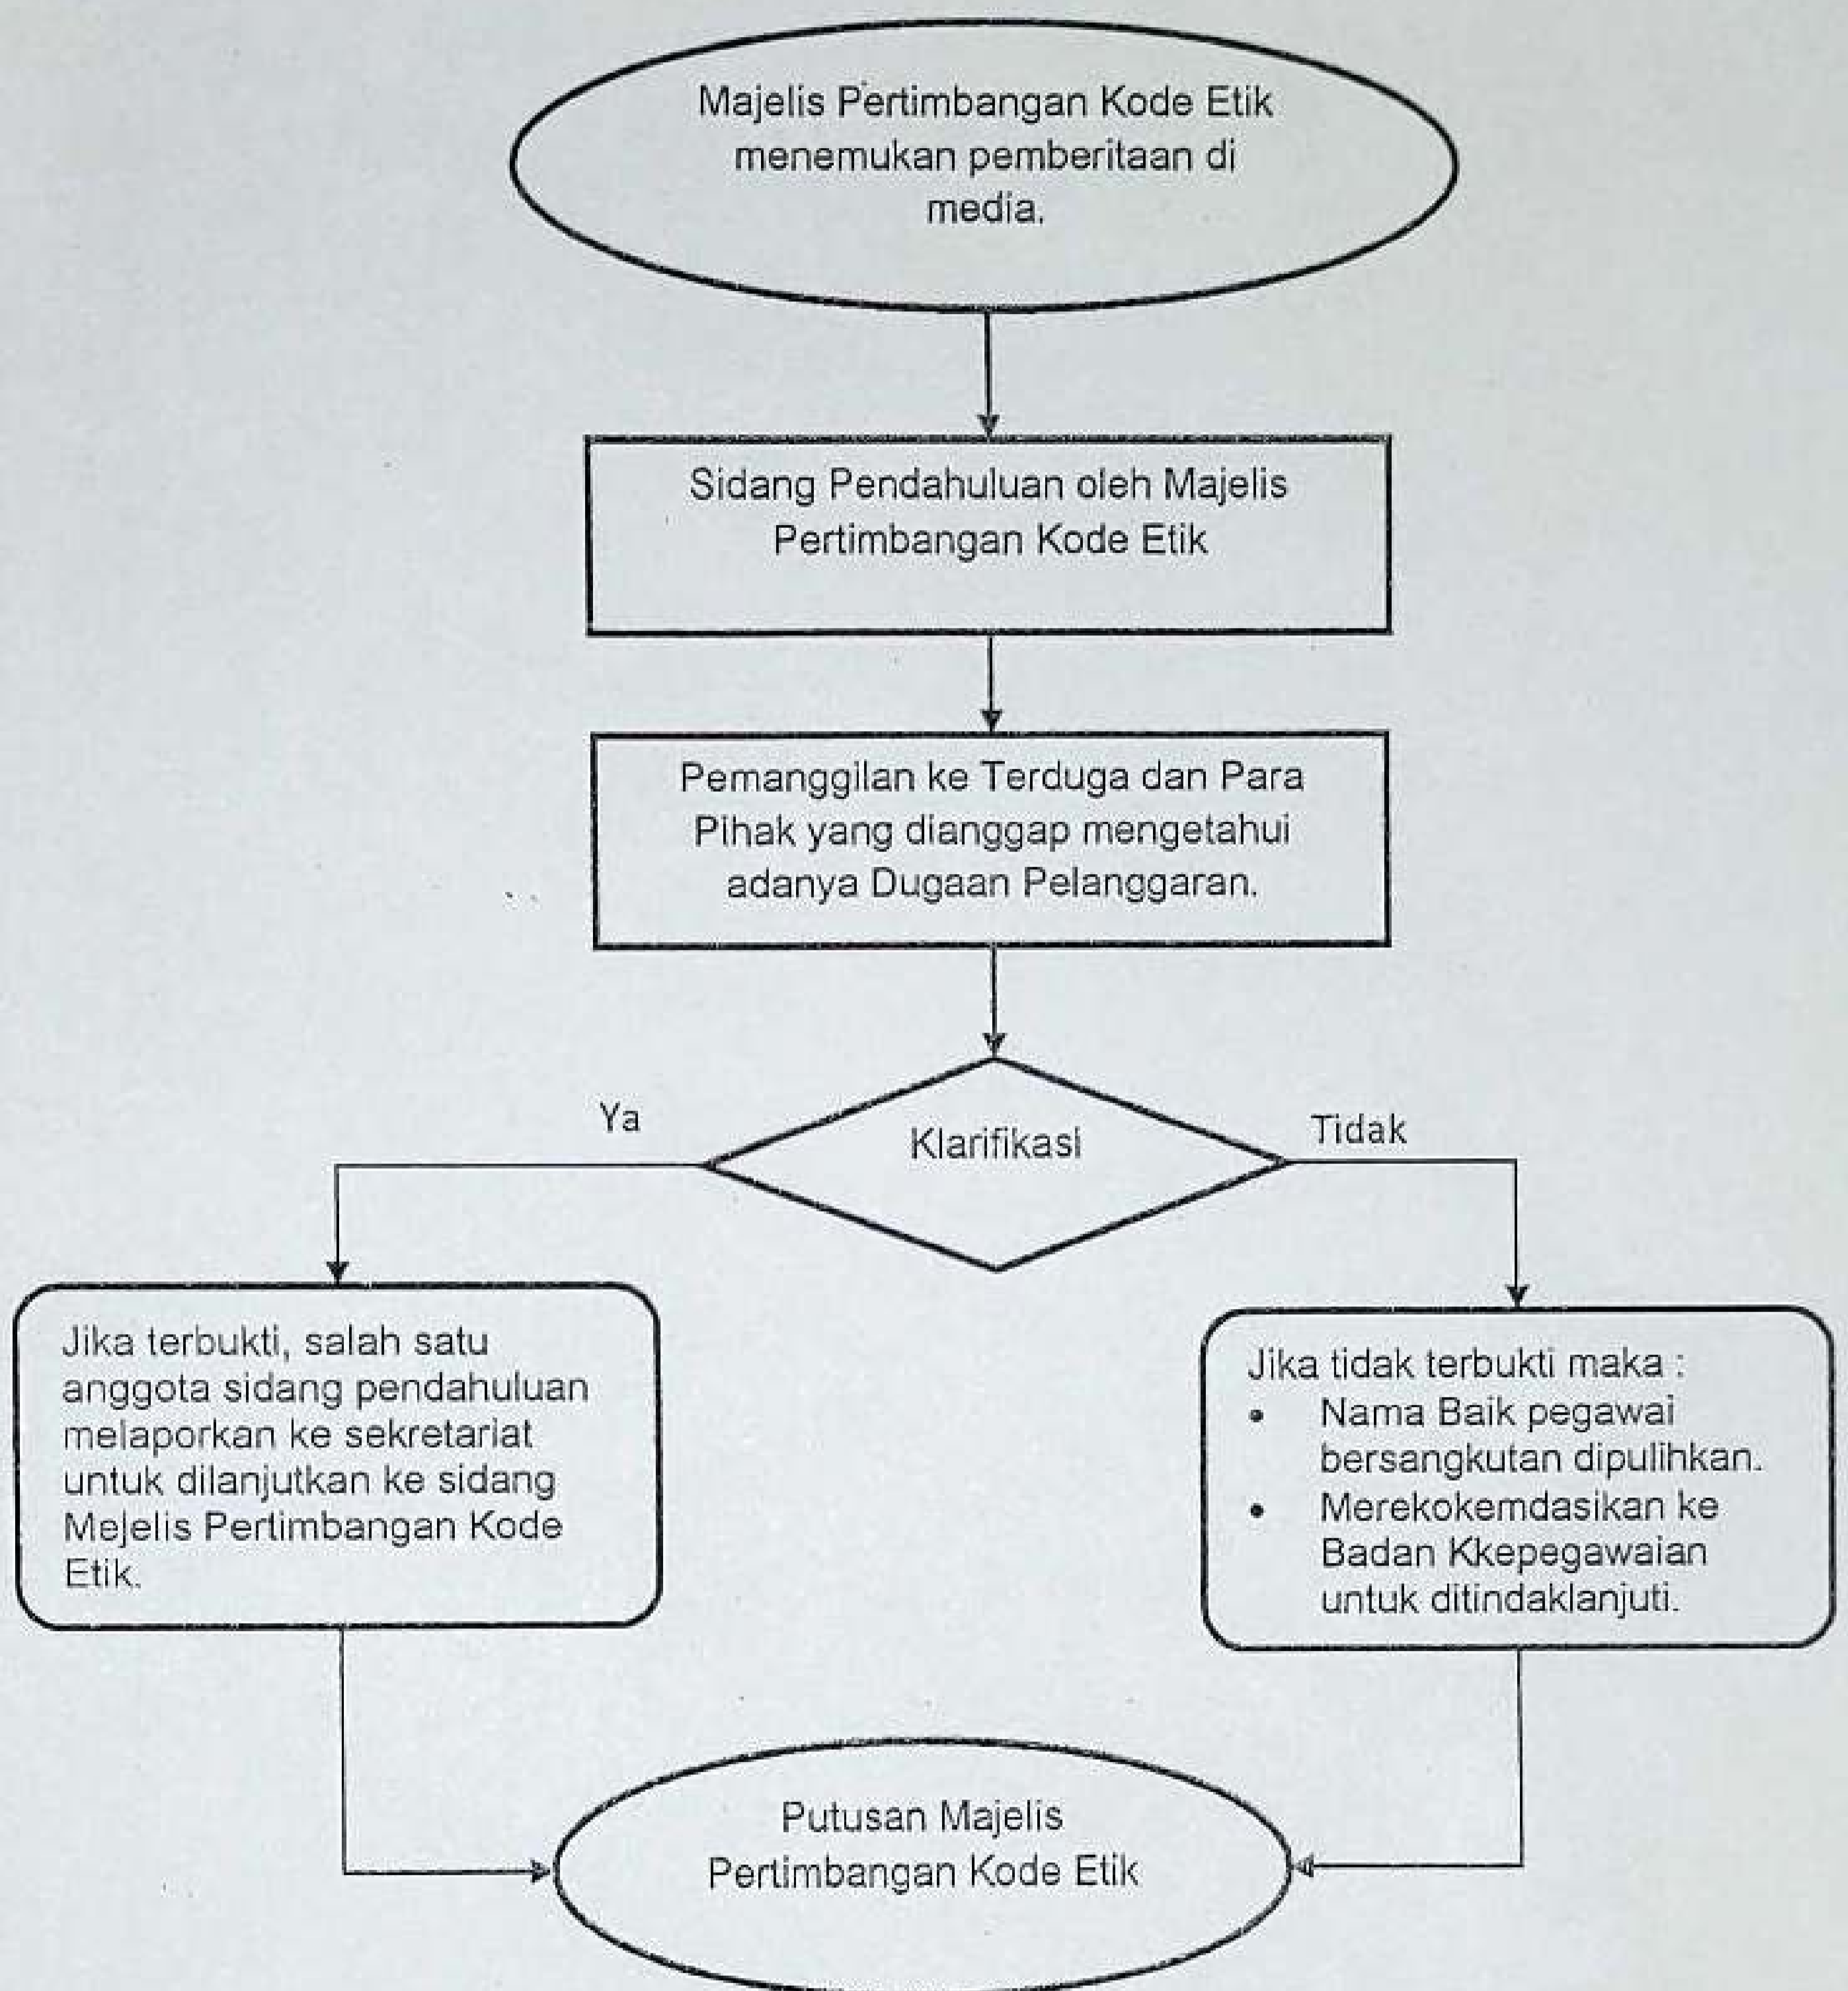 Majelis Pertimbangan Kode Etik
menemukan pemberitaan di
media.
Sidang Pendahuluan oleh Majelis
Pertimbangan Kode Etik
Pemanggilan ke Terduga dan Para
Pihak yang dianggap mengetahui
adanya Dugaan Pelanggaran.
Ya
Klarifikasi
Tidak
Jika terbukti, salah satu
anggota sidang pendahuluan
melaporkan ke sekretariat
untuk dilanjutkan ke sidang
Mejelis Pertimbangan Kode
Etik.
Jika tidak terbukti maka :
• Nama Baik pegawai
bersangkutan dipulihkan.
• Merekokemdasikan ke
Badan Kkepegawaian
untuk ditindaklanjuti.
Putusan Majelis
Pertimbangan Kode Etik